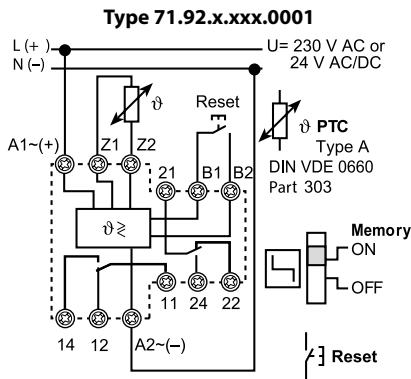 Type 71.92.x.xxx.0001
L (+)
N (–)
U= 230 V AC or
24 V AC/DC
ϑ
Reset
ϑ PTC
Type A
DIN VDE 0660
Part 303
A1~(+)
Z1
Z2
21
B1
B2
ϑ≷
Memory
ON
OFF
11
24
22
14
12
A2~(–)
Reset